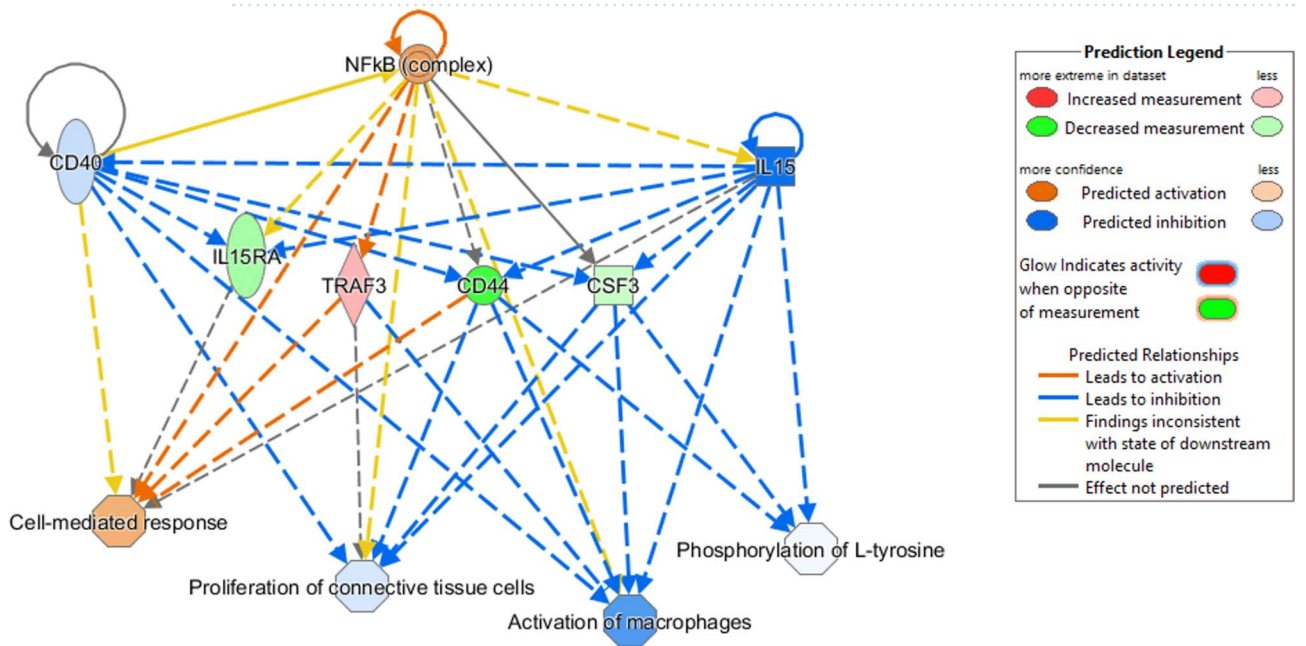 NFkB (complex)
CD40
IL15
IL15RA
TRAF3
CD44
CSF3
Cell-mediated response
Proliferation of connective tissue cells
Activation of macrophages
Phosphorylation of L-tyrosine
Prediction Legend
more extreme in dataset less
Increased measurement
Decreased measurement
more confidence less
Predicted activation
Predicted inhibition
Glow Indicates activity
when opposite
of measurement
Predicted Relationships
Leads to activation
Leads to inhibition
Findings inconsistent
with state of downstream
molecule
Effect not predicted